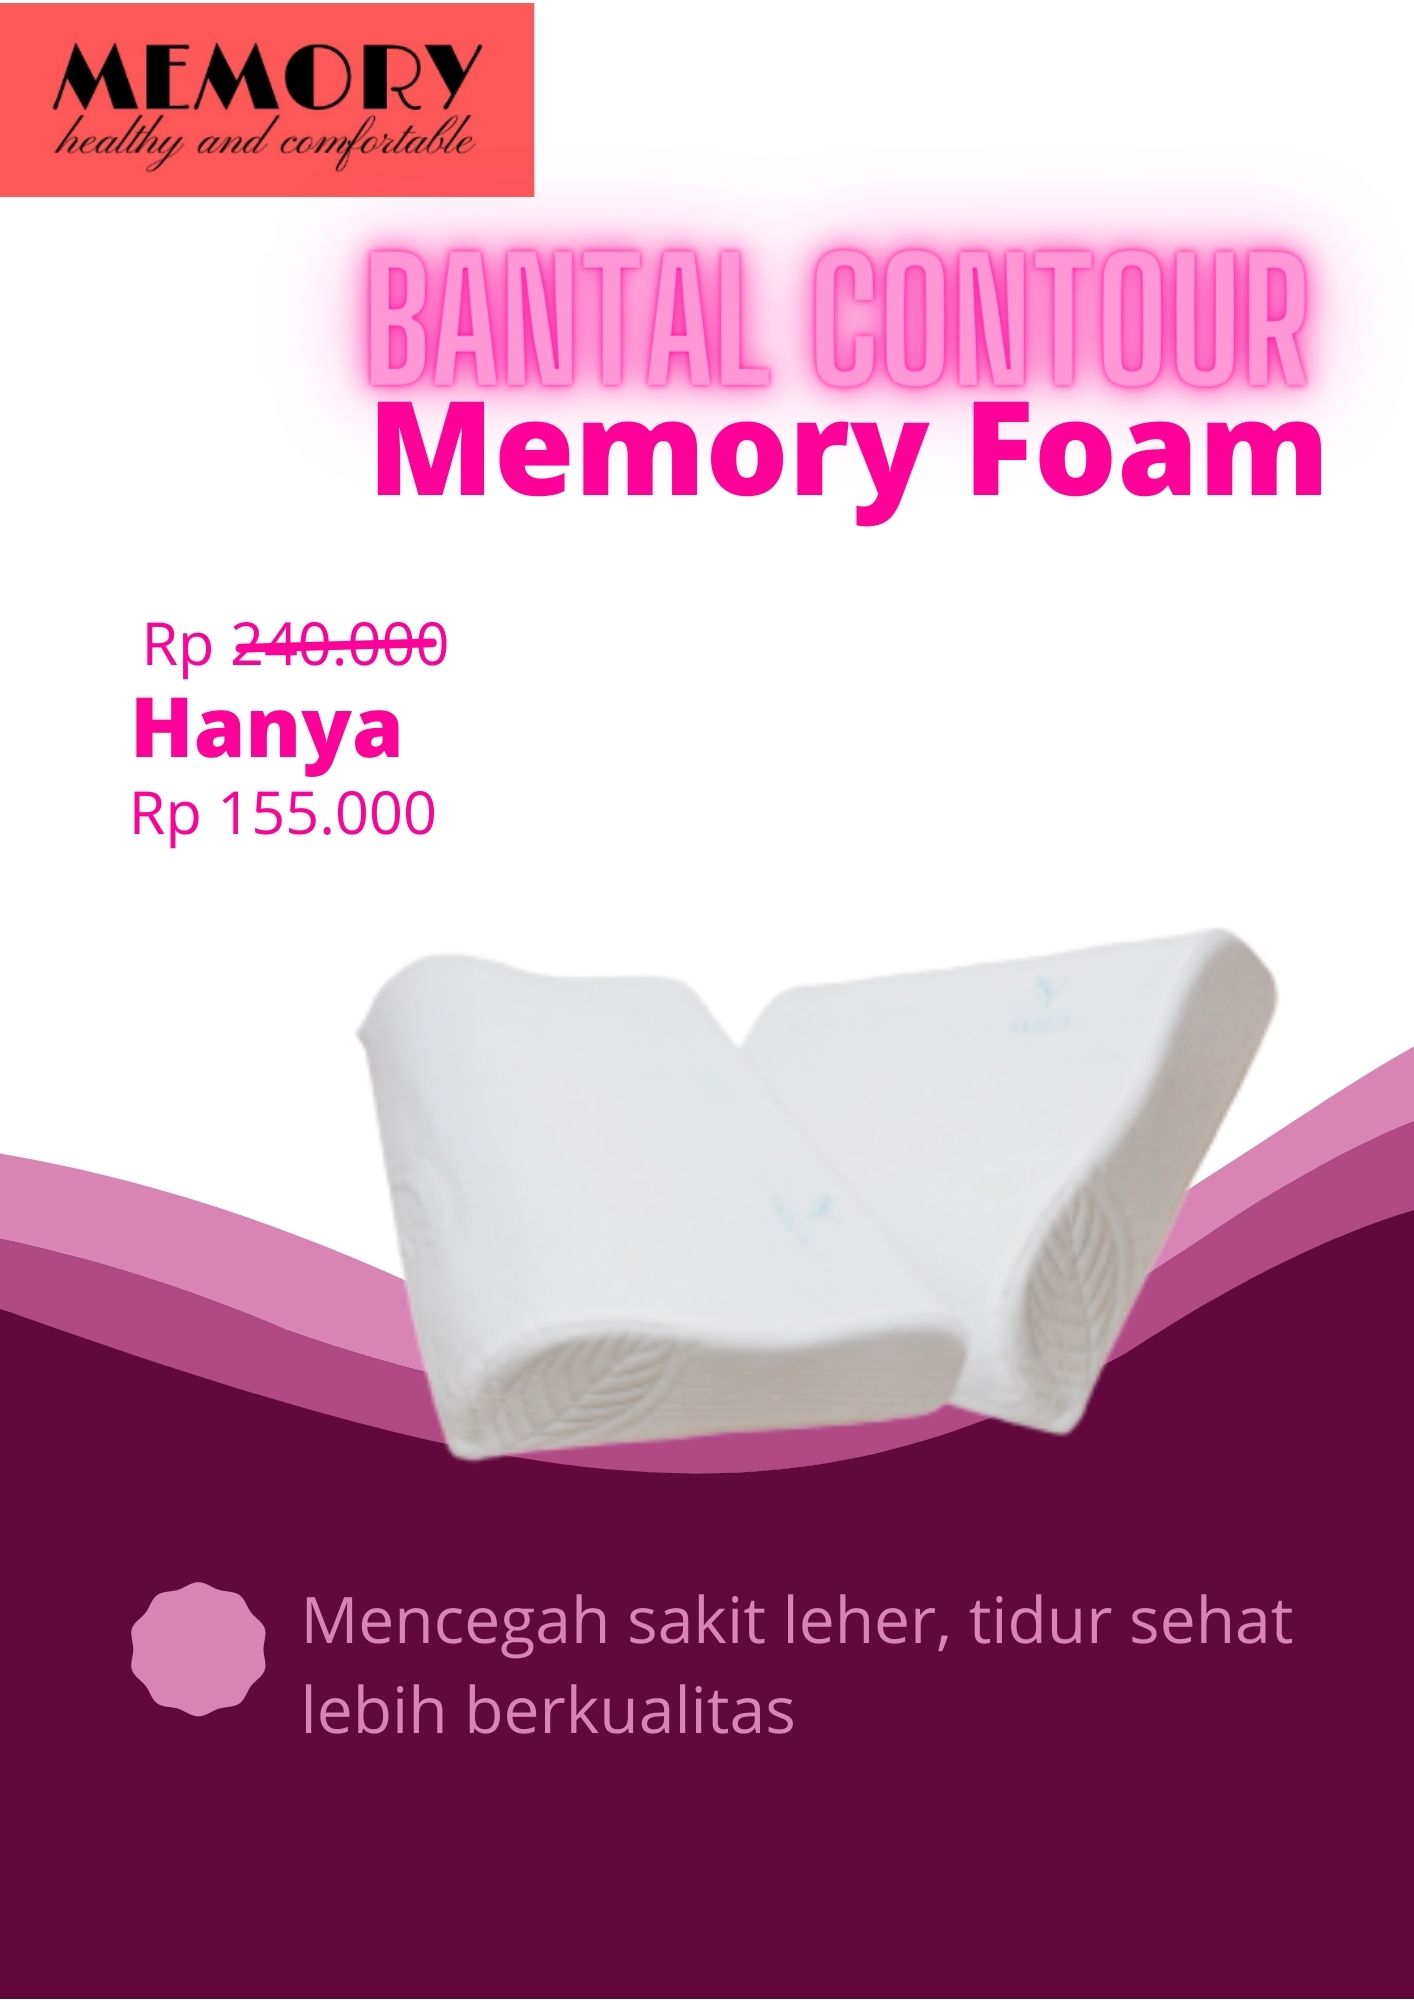 MEMORY
healthy and comfortable
BANTAL CONTOUR
Memory Foam
Rp 240.000
Hanya
Rp 155.000
Mencegah sakit leher, tidur sehat
lebih berkualitas